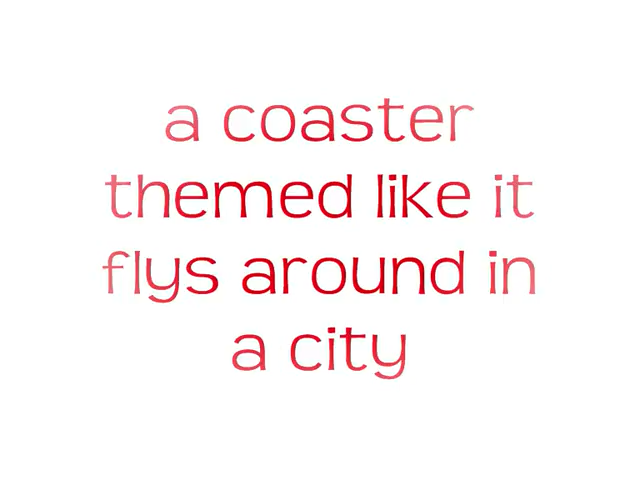 a coaster
themed like it
flys around in
a city